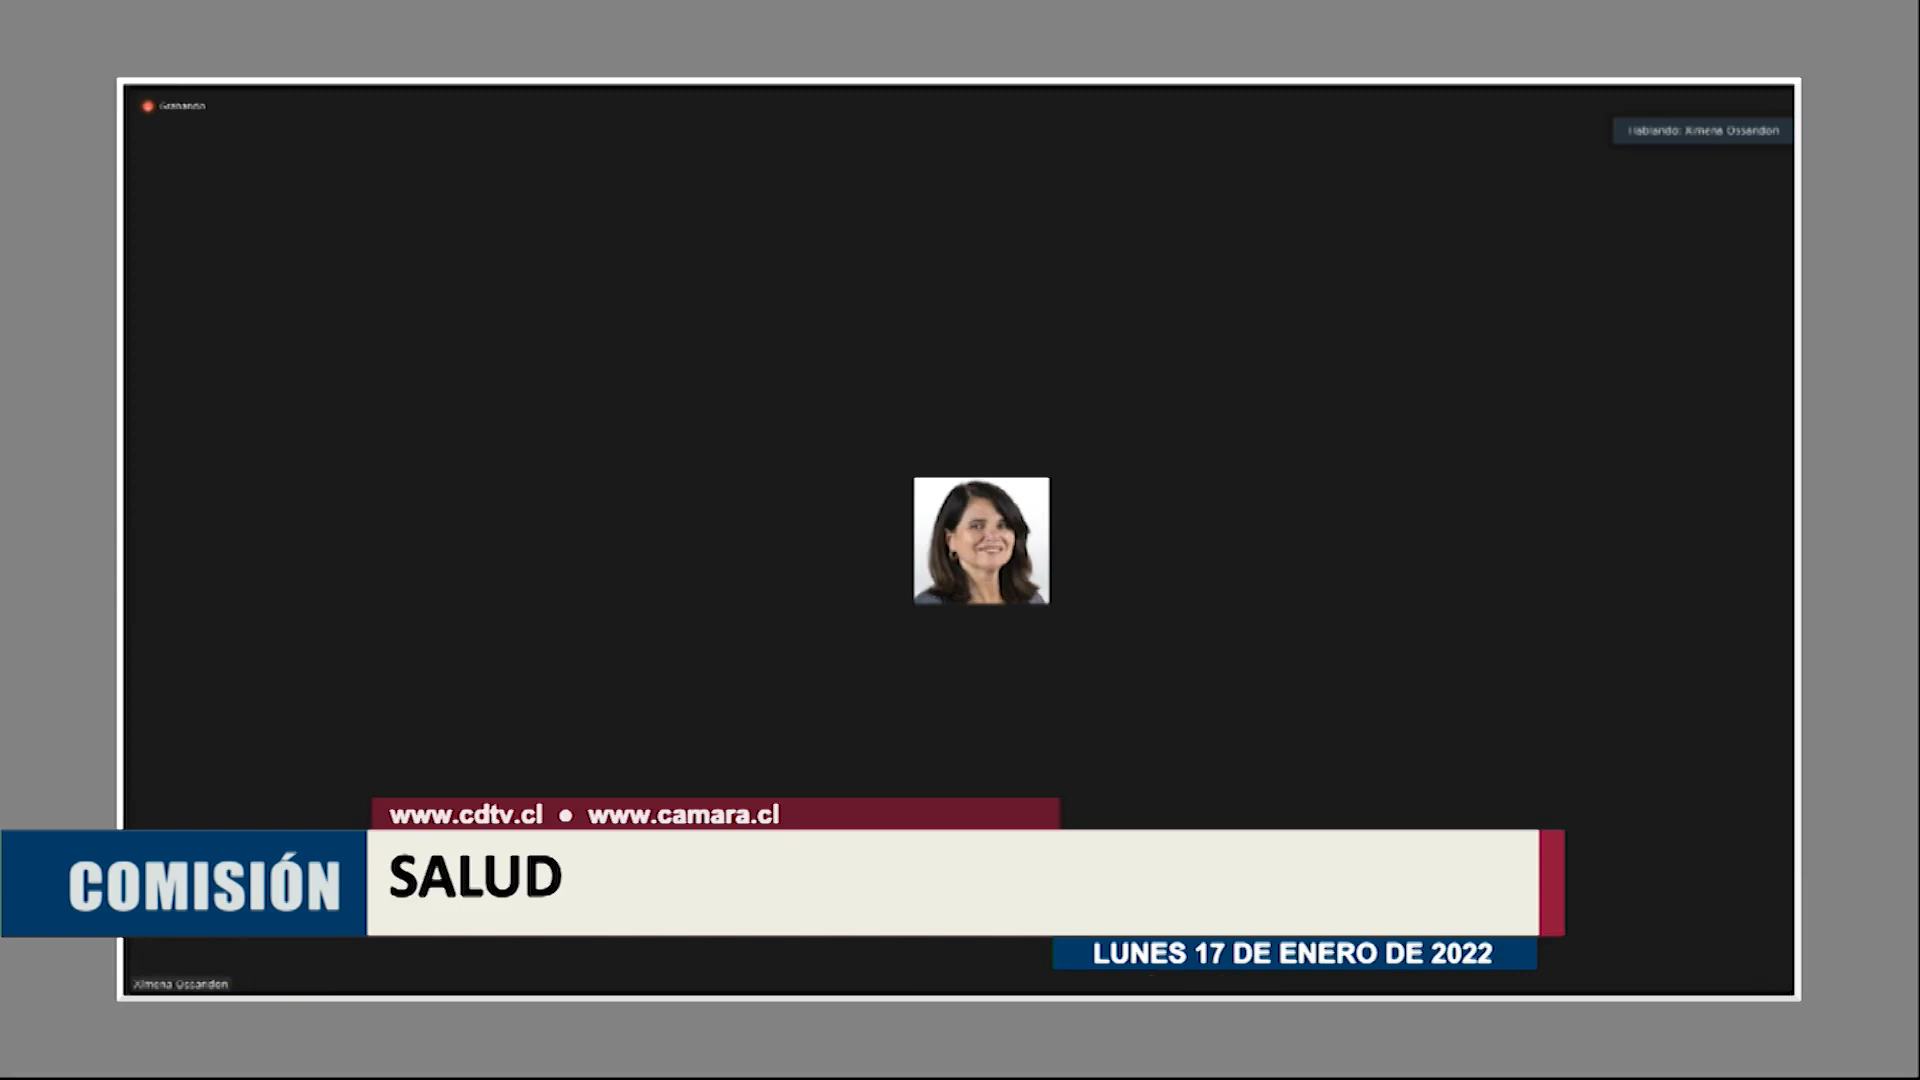 Grabando
Hablando: Ximena Ossandon
www.cdtv.cl • www.camara.cl
COMISIÓN
SALUD
LUNES 17 DE ENERO DE 2022
Ximena Ossandon